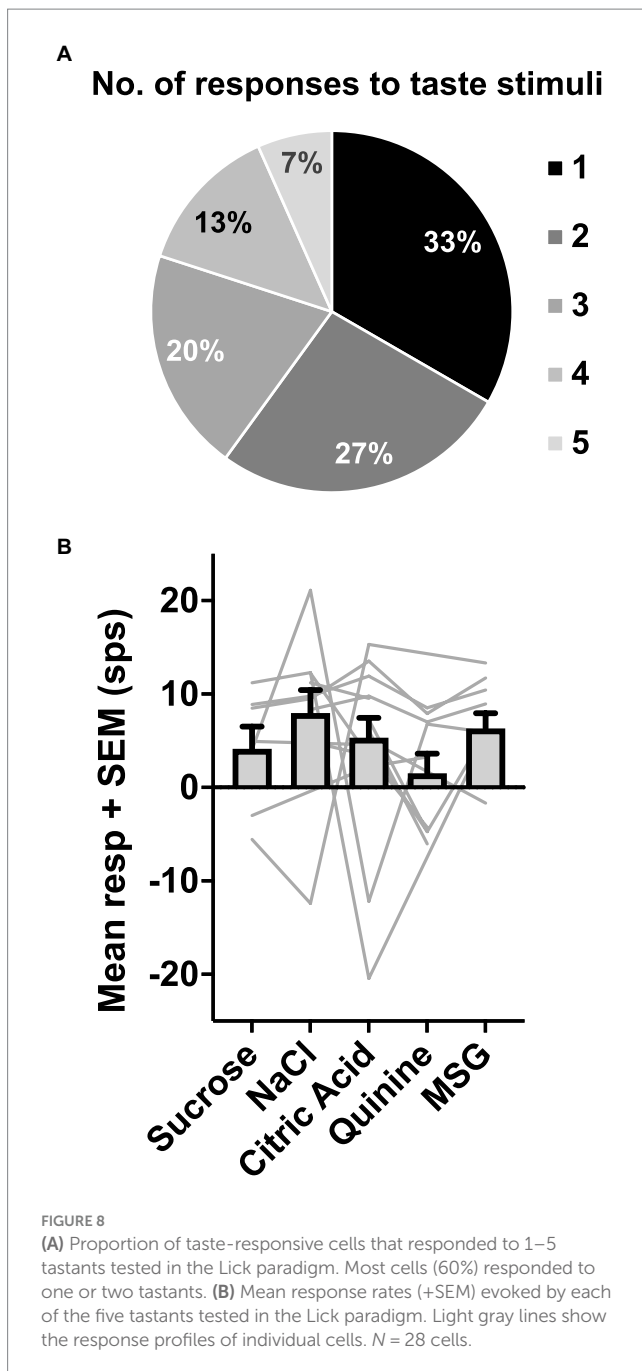 A
No. of responses to taste stimuli
7%
33%
13%
20%
27%
1
2
3
4
5
B
Mean resp + SEM (sps)
20
10
0
-10
-20
Sucrose
NaCl
Citric Acid
Quinine
MSG
FIGURE 8
(A) Proportion of taste-responsive cells that responded to 1–5
tastants tested in the Lick paradigm. Most cells (60%) responded to
one or two tastants. (B) Mean response rates (+SEM) evoked by each
of the five tastants tested in the Lick paradigm. Light gray lines show
the response profiles of individual cells. N = 28 cells.